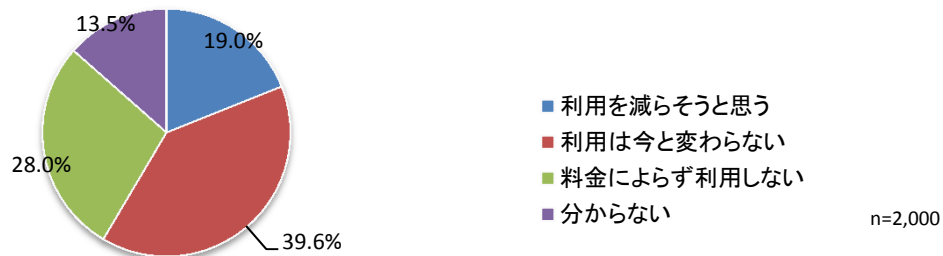 13.5%
19.0%
28.0%
39.6%
利用を減らそうと思う
利用は今と変わらない
料金によらず利用しない
分からない
n=2,000